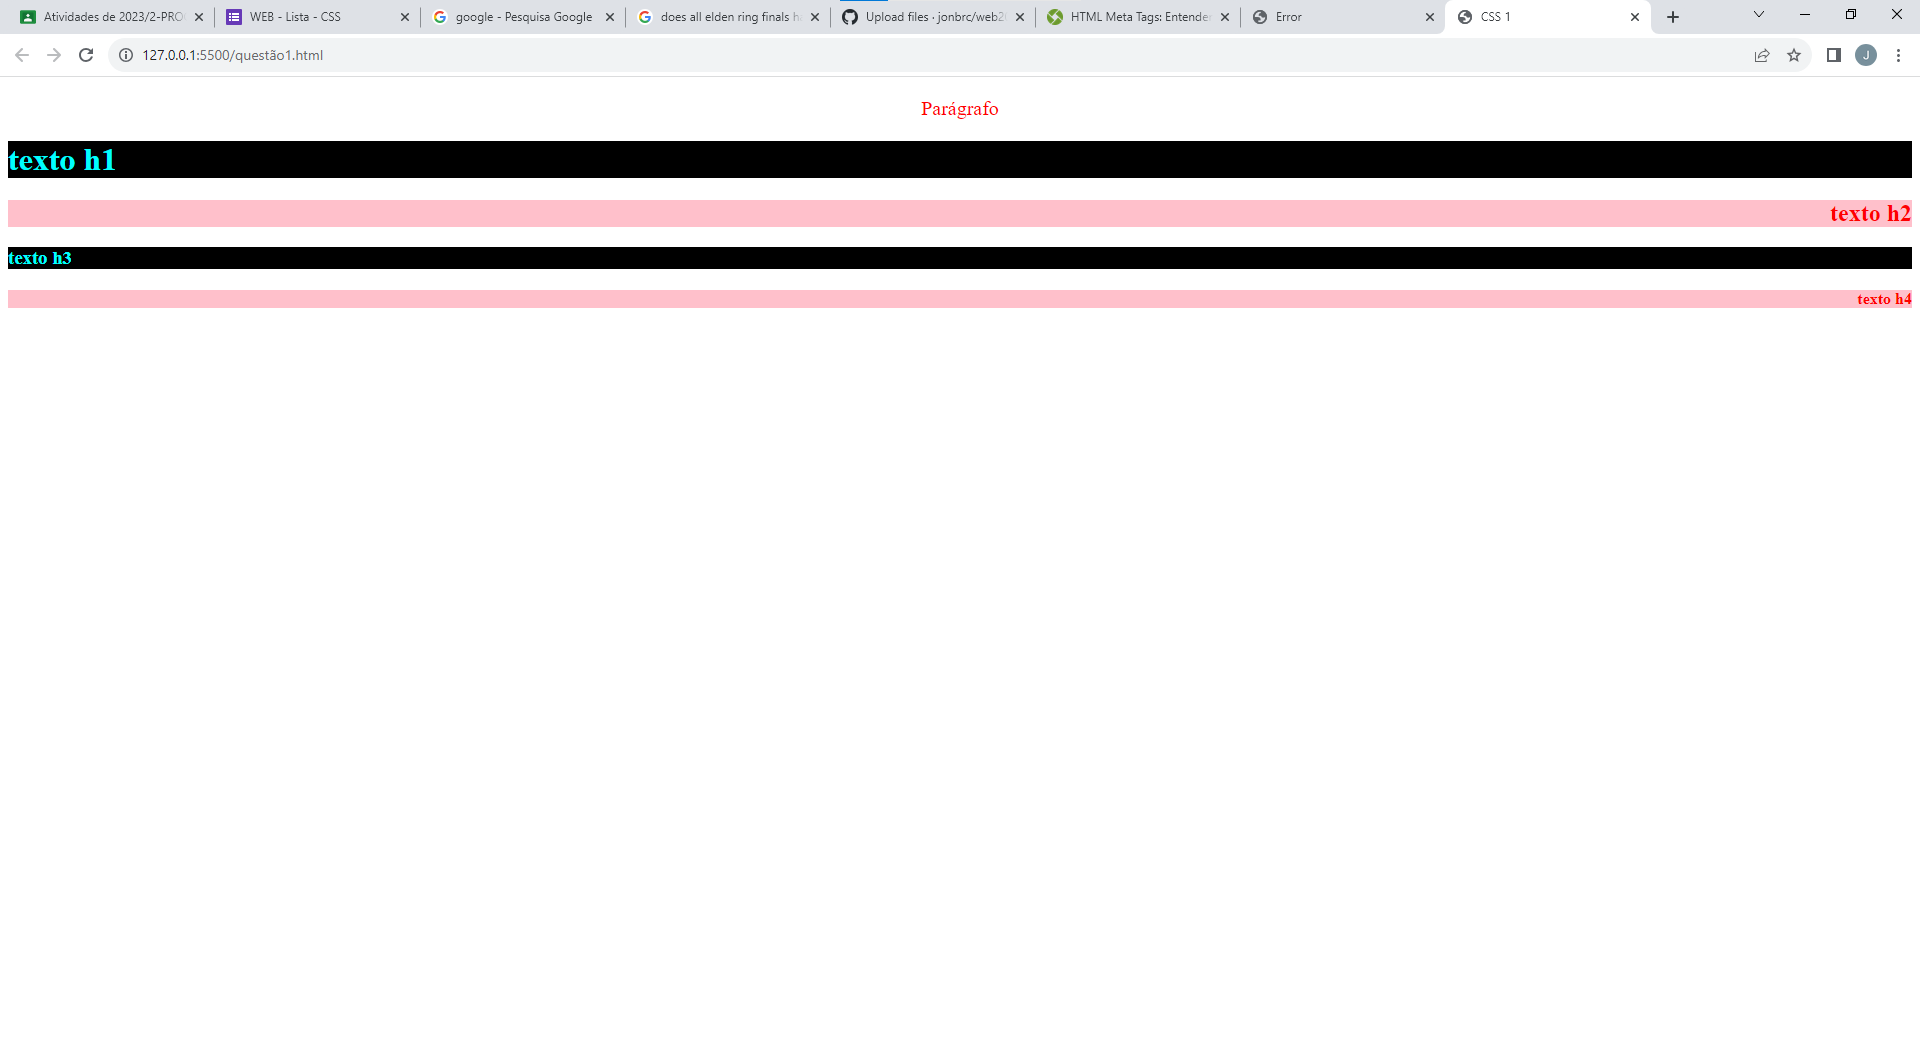 Atividades de 2023/2-PRO
WEB - Lista - CSS
google - Pesquisa Google
does all elden ring finals ha
Upload files · jonbrc/web2
HTML Meta Tags: Entender
Error
CSS 1
127.0.0.1:5500/questão1.html
J
Parágrafo
texto h1
texto h2
texto h3
texto h4